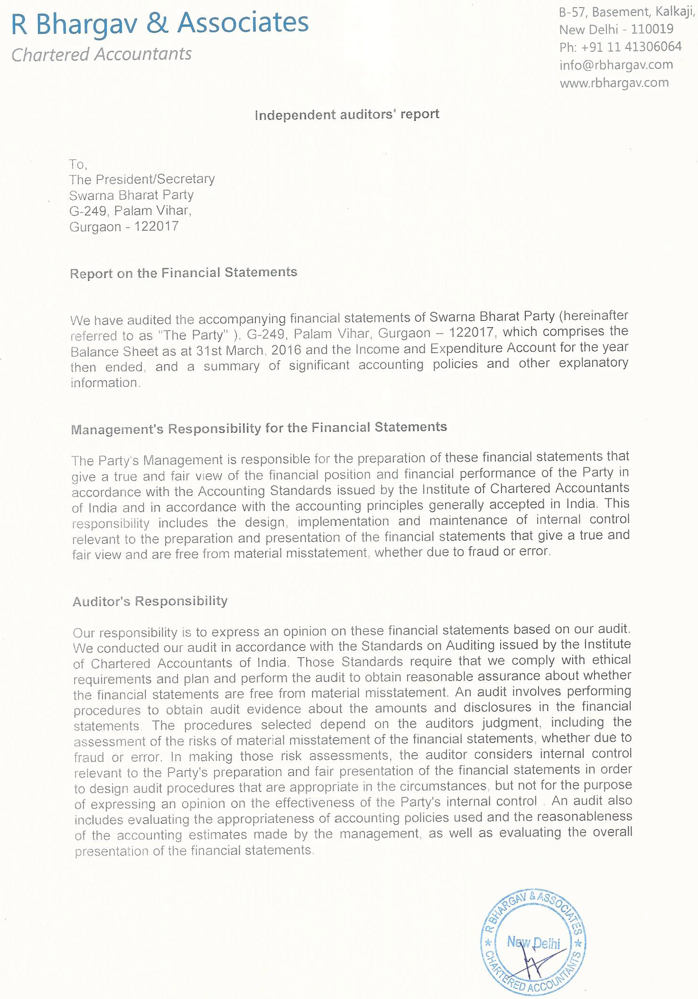 R Bhargav & Associates
Chartered Accountants
B-57, Basement, Kalkaji,
New Delhi - 110019
Ph: +91 11 41306064
info@rbhargav.com
www.rbhargav.com
Independent auditors' report
To,
The President/Secretary
Swarna Bharat Party
G-249, Palam Vihar,
Gurgaon - 122017
Report on the Financial Statements
We have audited the accompanying financial statements of Swarna Bharat Party (hereinafter
referred to as "The Party" ), G-249, Palam Vihar, Gurgaon – 122017, which comprises the
Balance Sheet as at 31st March, 2016 and the Income and Expenditure Account for the year
then ended, and a summary of significant accounting policies and other explanatory
information.
Management's Responsibility for the Financial Statements
The Party's Management is responsible for the preparation of these financial statements that
give a true and fair view of the financial position and financial performance of the Party in
accordance with the Accounting Standards issued by the Institute of Chartered Accountants
of India and in accordance with the accounting principles generally accepted in India. This
responsibility includes the design, implementation and maintenance of internal control
relevant to the preparation and presentation of the financial statements that give a true and
fair view and are free from material misstatement, whether due to fraud or error.
Auditor's Responsibility
Our responsibility is to express an opinion on these financial statements based on our audit.
We conducted our audit in accordance with the Standards on Auditing issued by the Institute
of Chartered Accountants of India. Those Standards require that we comply with ethical
requirements and plan and perform the audit to obtain reasonable assurance about whether
the financial statements are free from material misstatement. An audit involves performing
procedures to obtain audit evidence about the amounts and disclosures in the financial
statements. The procedures selected depend on the auditors judgment, including the
assessment of the risks of material misstatement of the financial statements, whether due to
fraud or error. In making those risk assessments, the auditor considers internal control
relevant to the Party's preparation and fair presentation of the financial statements in order
to design audit procedures that are appropriate in the circumstances, but not for the purpose
of expressing an opinion on the effectiveness of the Party's internal control . An audit also
includes evaluating the appropriateness of accounting policies used and the reasonableness
of the accounting estimates made by the management, as well as evaluating the overall
presentation of the financial statements.
R BHARGAV & ASSOCIATES
New Delhi
CHARTERED ACCOUNTANTS